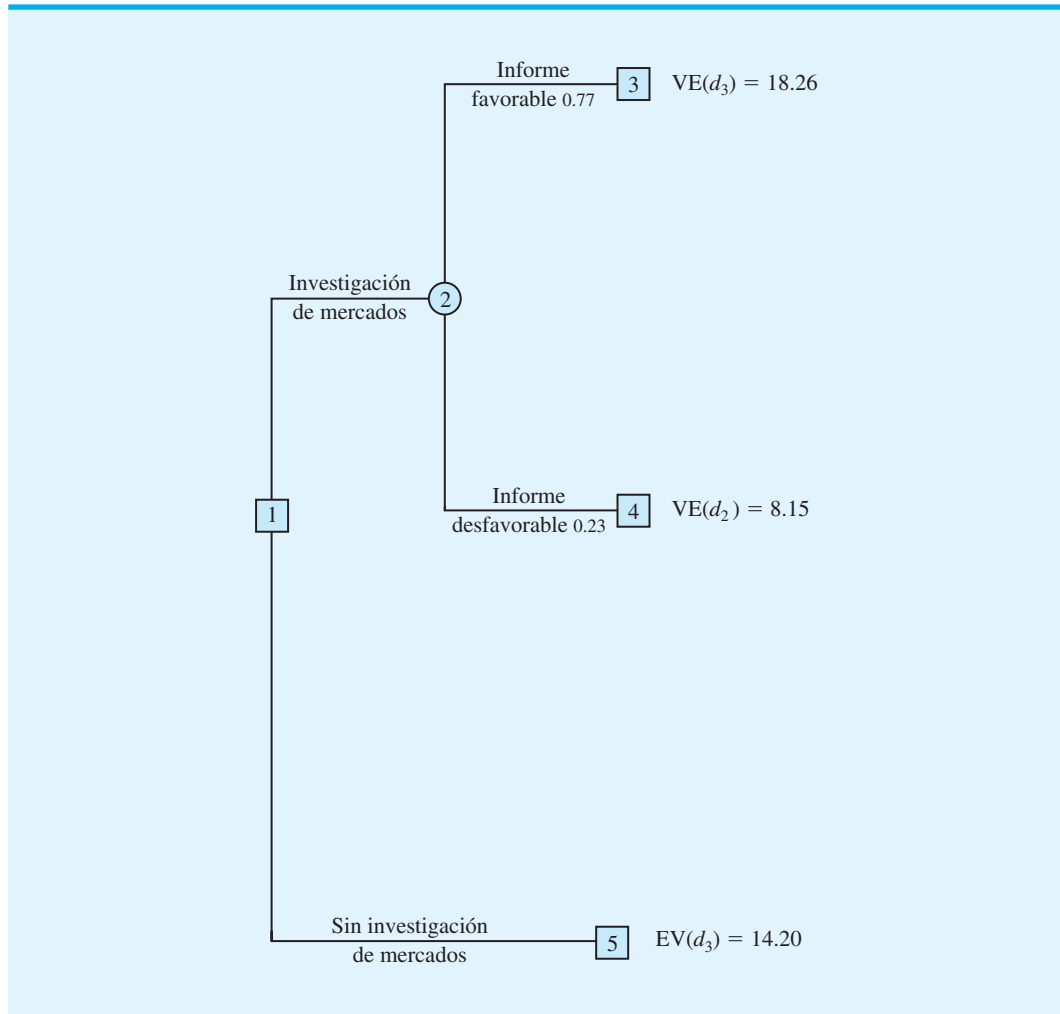 Informe
favorable 0.77
3
VE(d₃) = 18.26
Investigación
de mercados
2
Informe
desfavorable 0.23
4
VE(d₂) = 8.15
1
Sin investigación
de mercados
5
EV(d₃) = 14.20